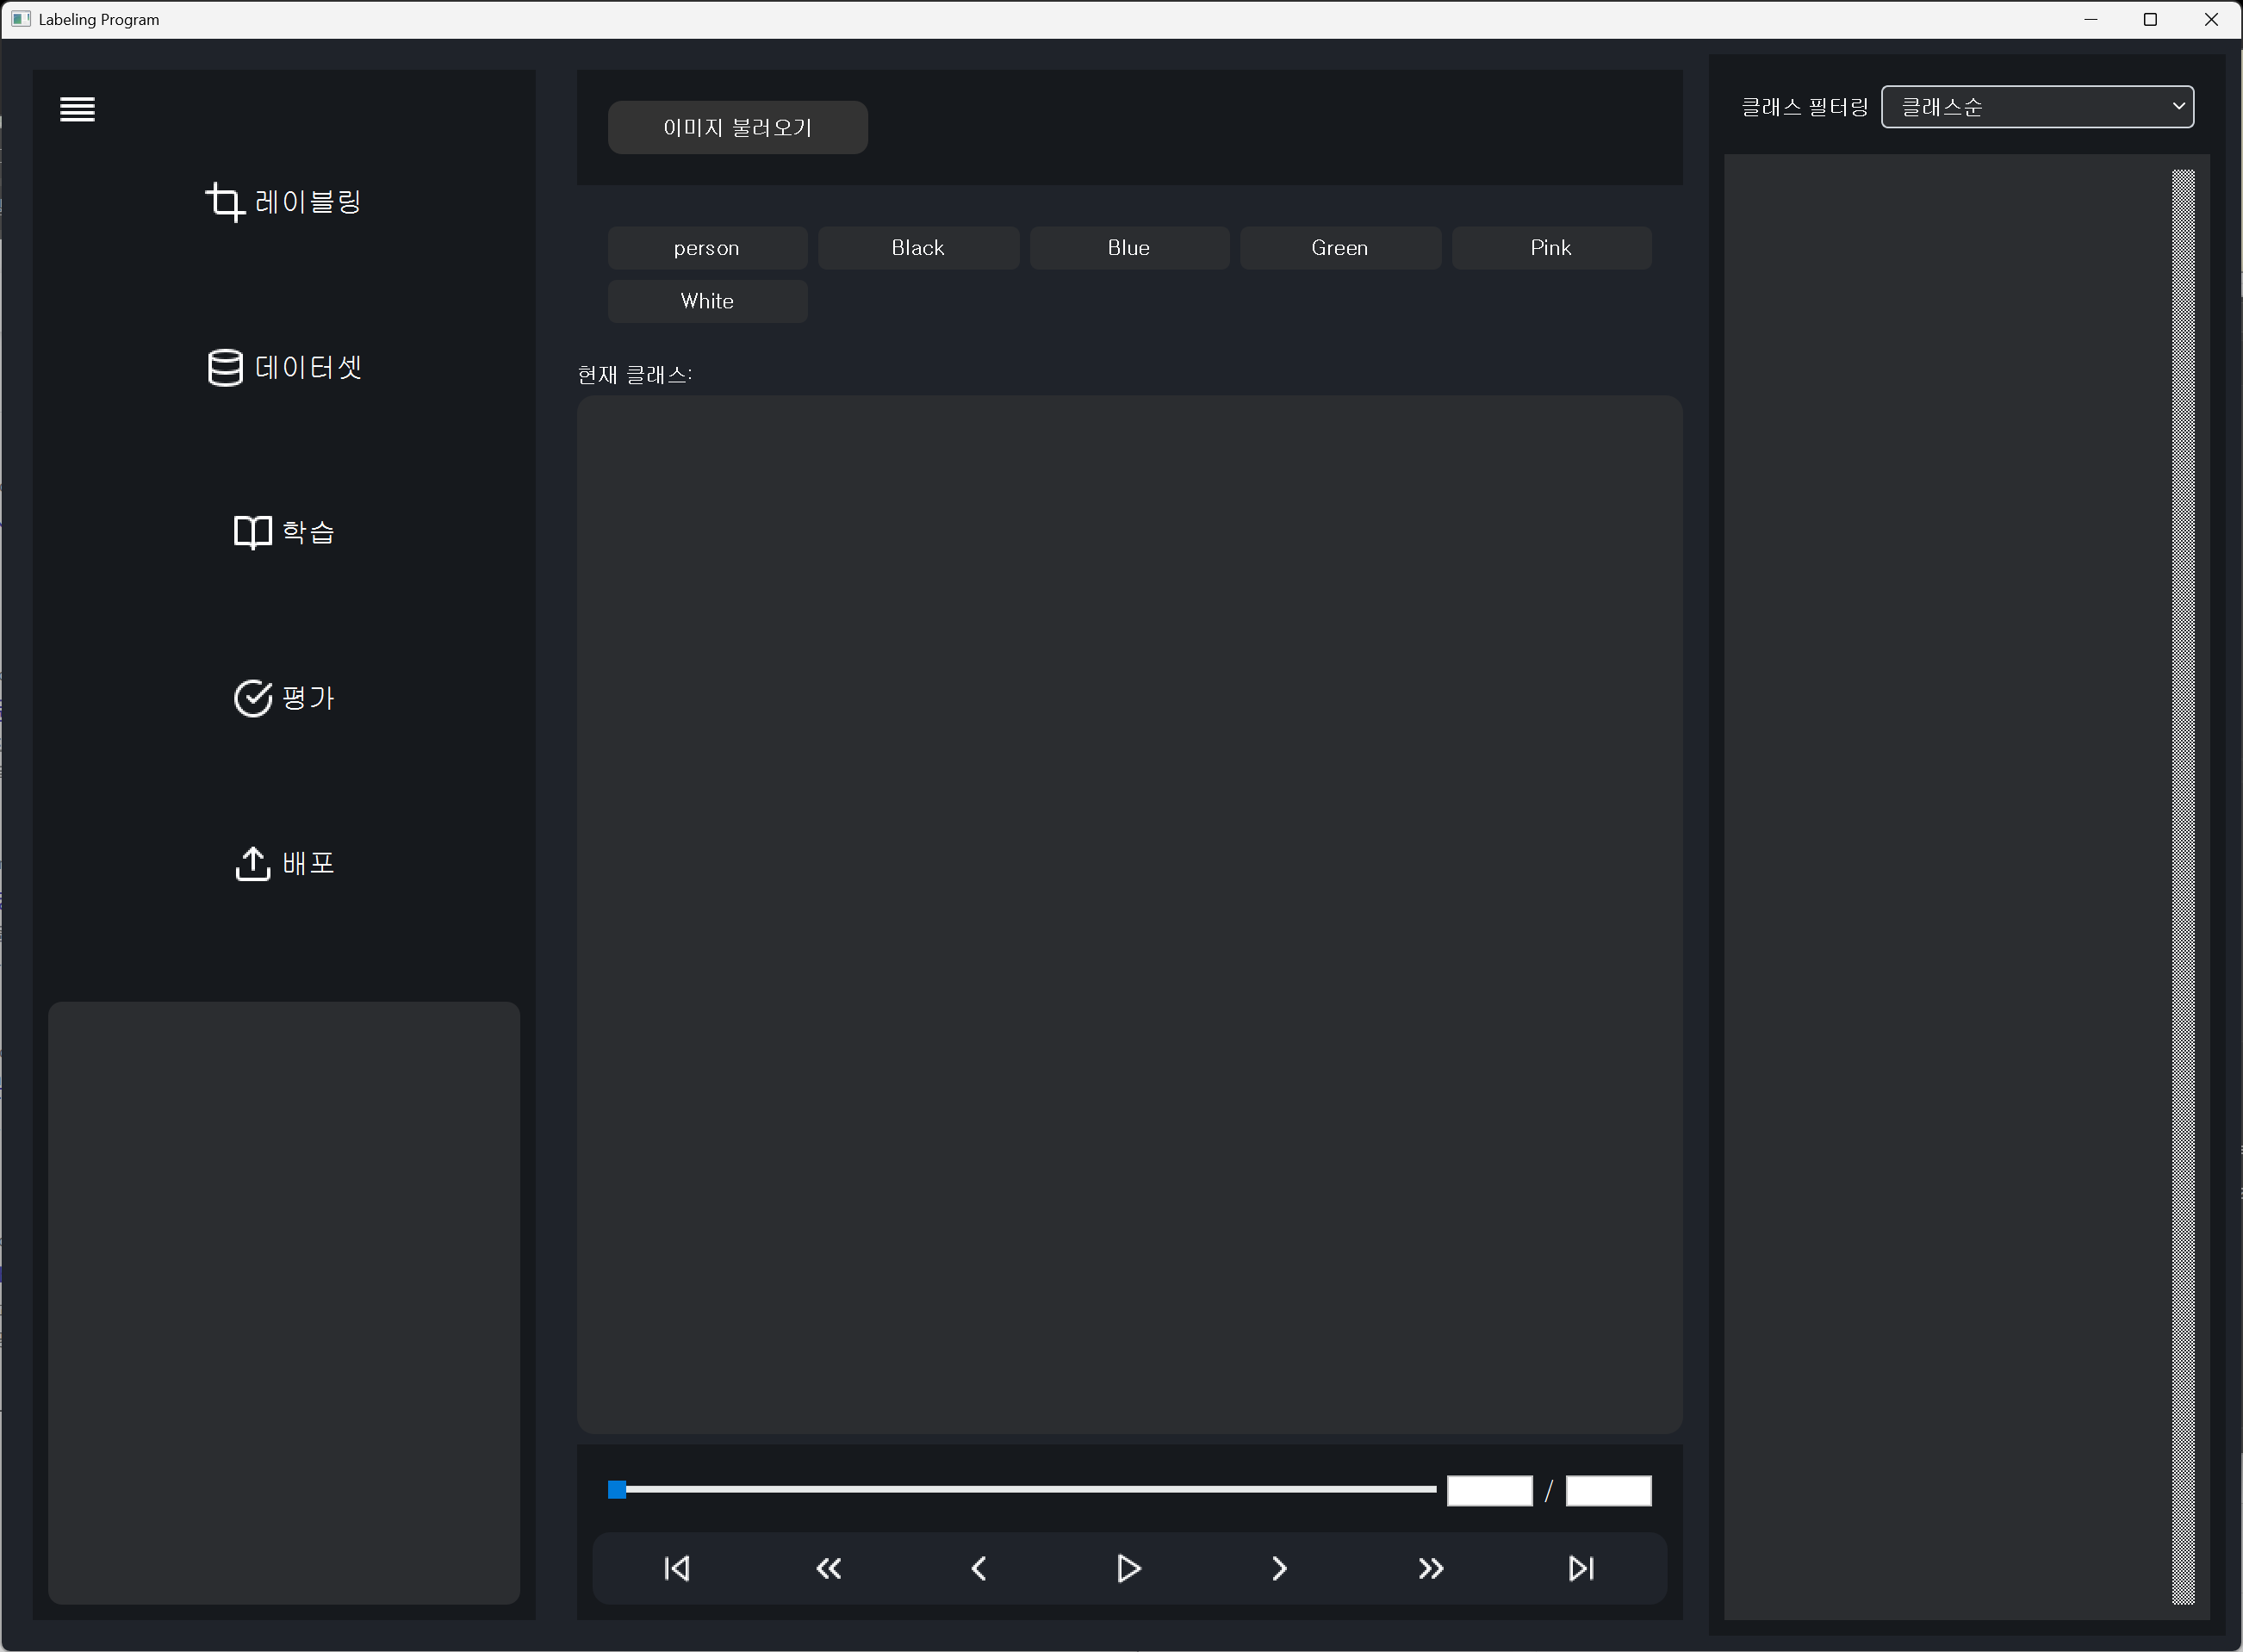 Labeling Program
레이블링
데이터셋
학습
평가
배포
이미지 불러오기
person Black Blue Green Pink
White
현재 클래스:
/
클래스 필터링 클래스순